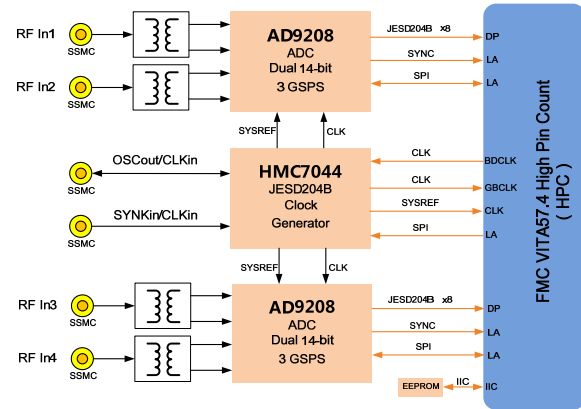 RF In1
SSMC
RF In2
SSMC
AD9208
ADC
Dual 14-bit
3 GSPS
JESD204B x8
DP
SYNC
LA
SPI
LA
SYSREF
CLK
OSCout/CLKin
SSMC
SYNKin/CLKin
SSMC
HMC7044
JESD204B
Clock
Generator
CLK
BDCLK
CLK
GBCLK
SYSREF
CLK
SPI
LA
SYSREF
CLK
RF In3
SSMC
RF In4
SSMC
AD9208
ADC
Dual 14-bit
3 GSPS
JESD204B x8
DP
SYNC
LA
SPI
LA
EEPROM
IIC
IIC
FMC VITA57.4 High Pin Count
( HPC )